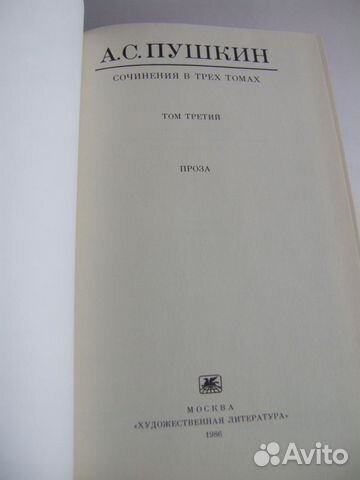 А.С.ПУШКИН
СОЧИНЕНИЯ В ТРЕХ ТОМАХ
ТОМ ТРЕТИЙ
ПРОЗА
МОСКВА
«ХУДОЖЕСТВЕННАЯ ЛИТЕРАТУРА»
1986
Avito